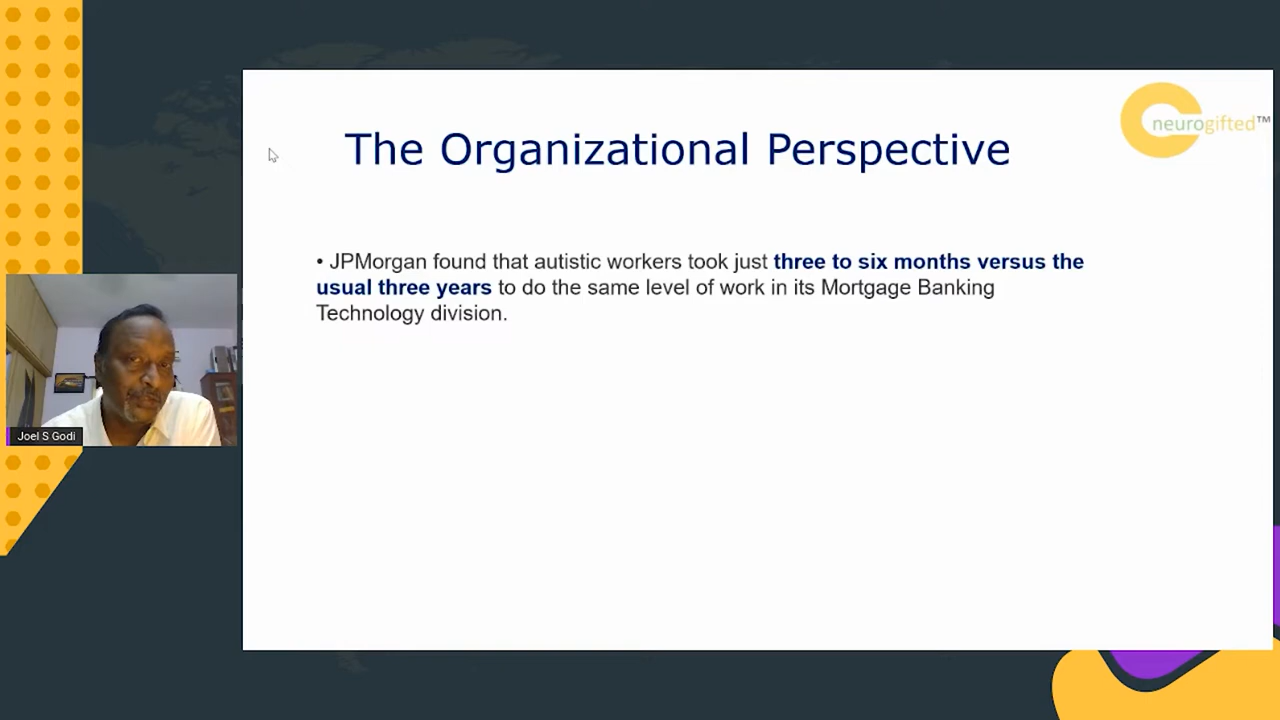 neurogifted™
The Organizational Perspective
• JPMorgan found that autistic workers took just three to six months versus the
usual three years to do the same level of work in its Mortgage Banking
Technology division.
Joel S Godi